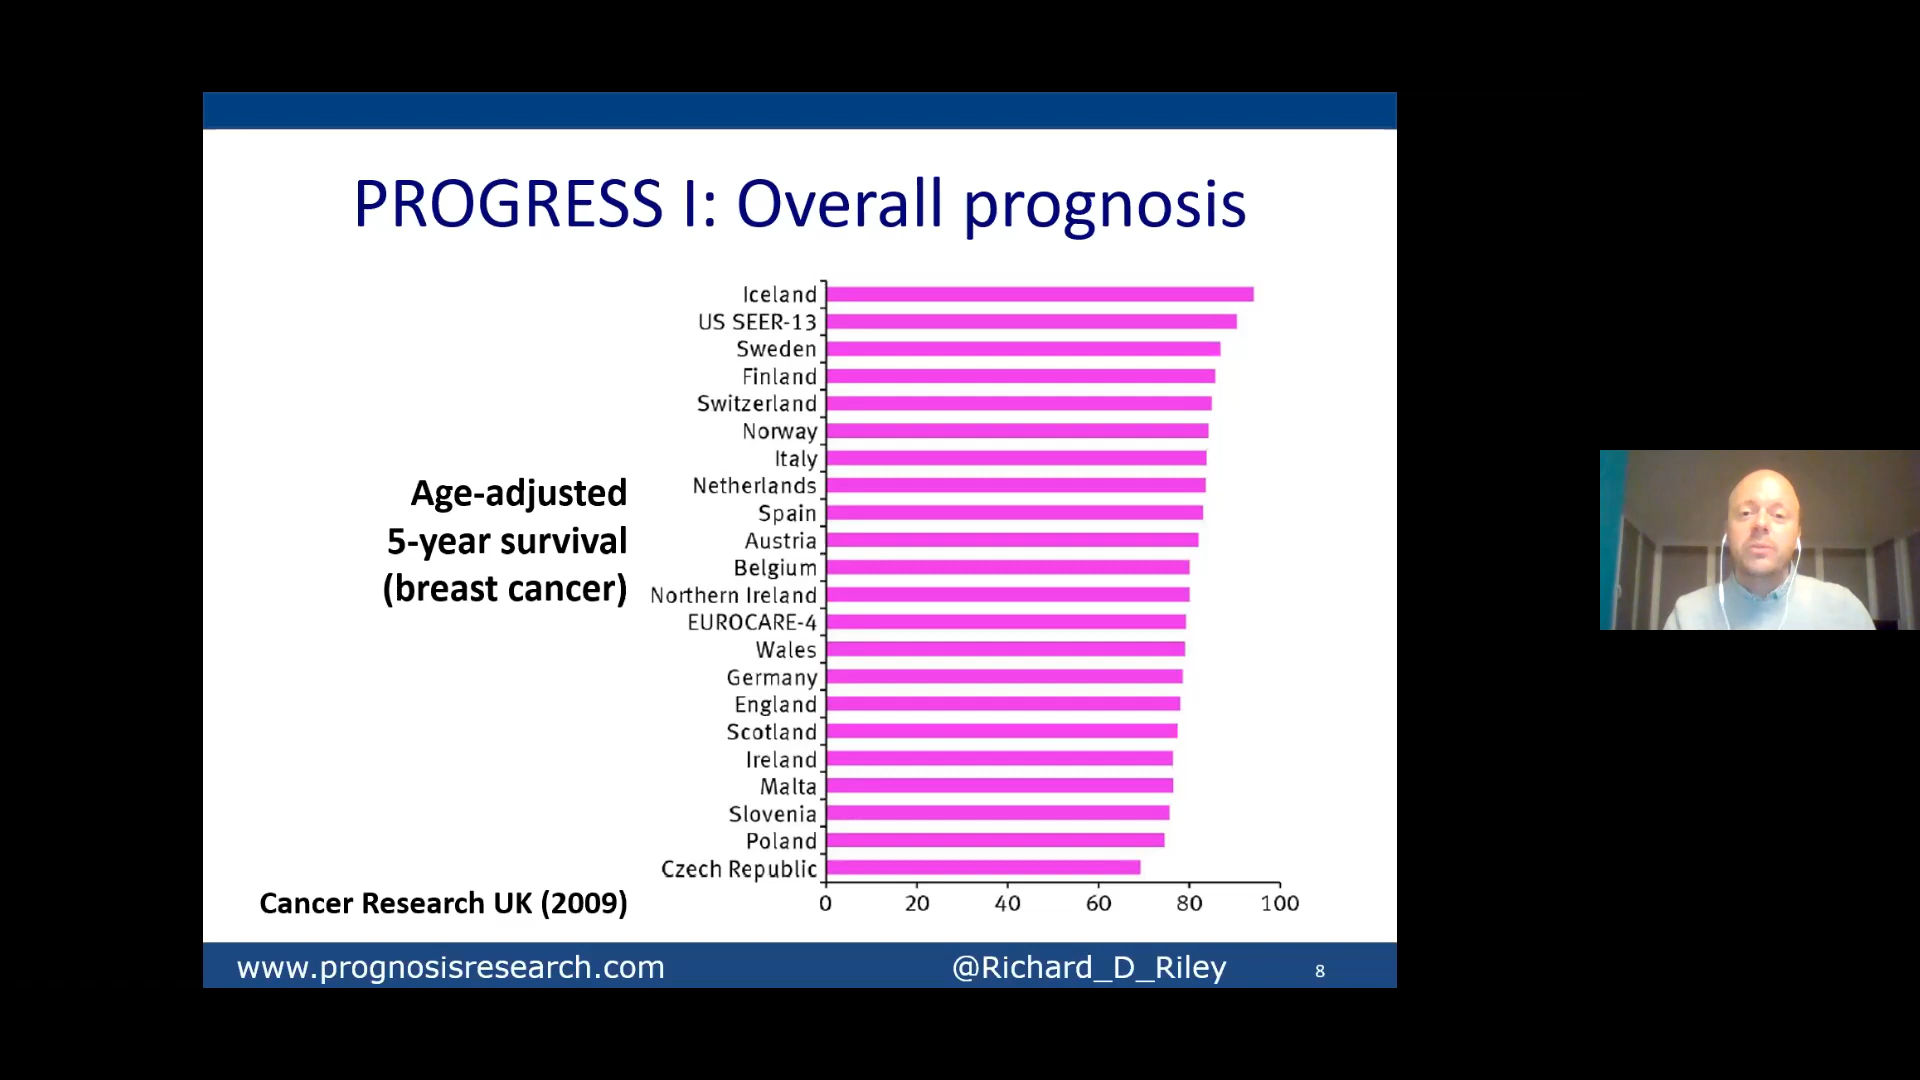 PROGRESS I: Overall prognosis
Age-adjusted
5-year survival
(breast cancer)
Iceland
US SEER-13
Sweden
Finland
Switzerland
Norway
Italy
Netherlands
Spain
Austria
Belgium
Northern Ireland
EUROCARE-4
Wales
Germany
England
Scotland
Ireland
Malta
Slovenia
Poland
Czech Republic
0 20 40 60 80 100
Cancer Research UK (2009)
www.prognosisresearch.com @Richard_D_Riley 8